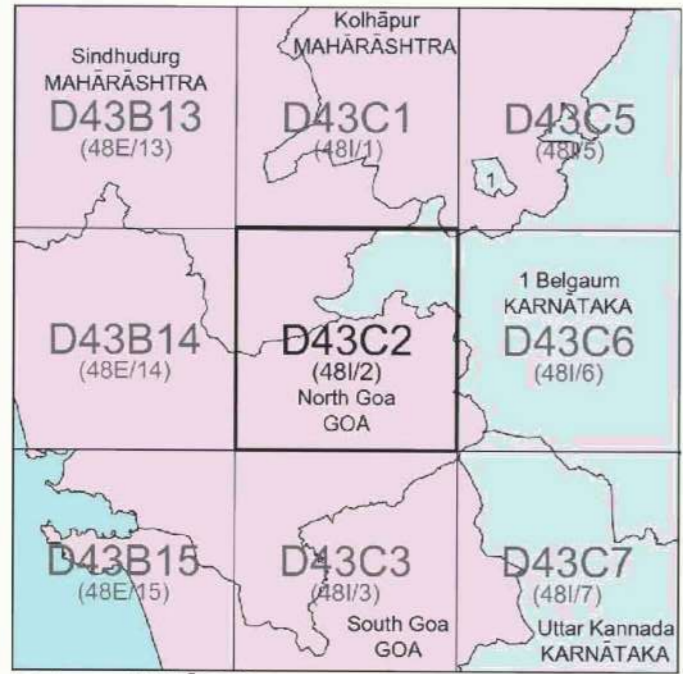 Sindhudurg
MAHĀRĀSHTRA
D43B13
(48E/13)
Kolhāpur
MAHĀRĀSHTRA
D43C1
(48I/1)
D43C5
(48I/5)
1
D43B14
(48E/14)
D43C2
(48I/2)
North Goa
GOA
1 Belgaum
KARNĀTAKA
D43C6
(48I/6)
D43B15
(48E/15)
D43C3
(48I/3)
South Goa
GOA
D43C7
(48I/7)
Uttar Kannada
KARNĀTAKA